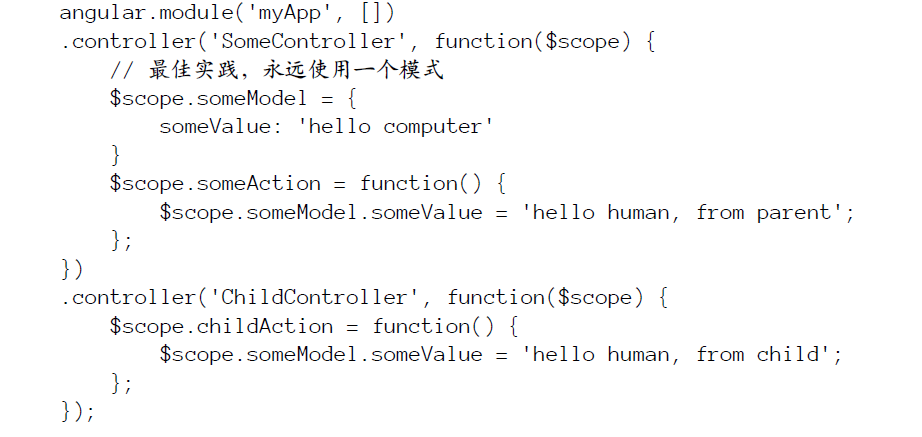 angular.module('myApp', [])
.controller('SomeController', function($scope) {
    // 最佳实践，永远使用一个模式
    $scope.someModel = {
        someValue: 'hello computer'
    }
    $scope.someAction = function() {
        $scope.someModel.someValue = 'hello human, from parent';
    };
})
.controller('ChildController', function($scope) {
    $scope.childAction = function() {
        $scope.someModel.someValue = 'hello human, from child';
    };
});